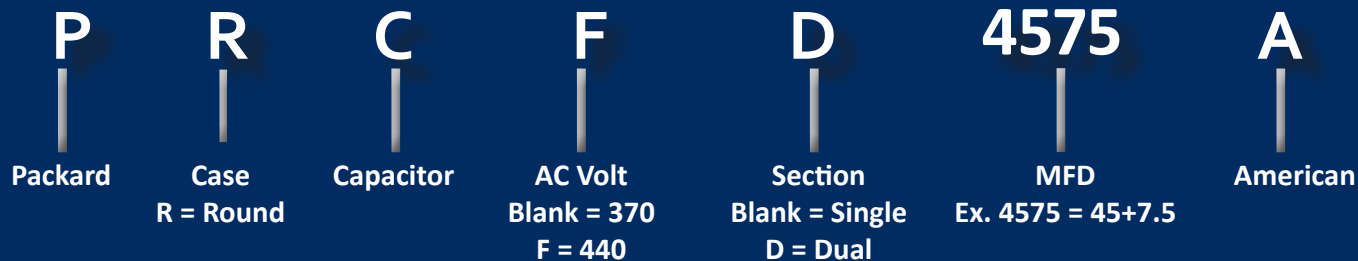 P R C F D 4575 A
Packard Case Capacitor AC Volt Section MFD American
R = Round Blank = 370 Blank = Single Ex. 4575 = 45+7.5
F = 440 D = Dual